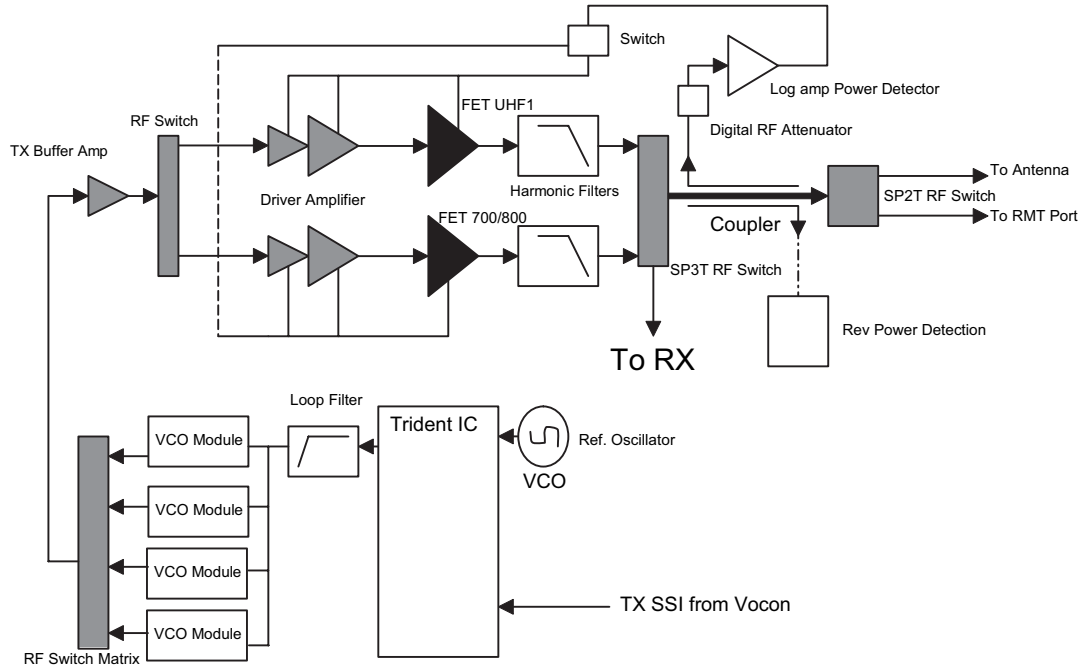 Switch
Log amp Power Detector
FET UHF1
RF Switch
Digital RF Attenuator
TX Buffer Amp
Driver Amplifier
Harmonic Filters
To Antenna
SP2T RF Switch
To RMT Port
FET 700/800
Coupler
SP3T RF Switch
Rev Power Detection
To RX
Loop Filter
Trident IC
VCO Module
Ref. Oscillator
VCO
VCO Module
VCO Module
TX SSI from Vocon
VCO Module
RF Switch Matrix